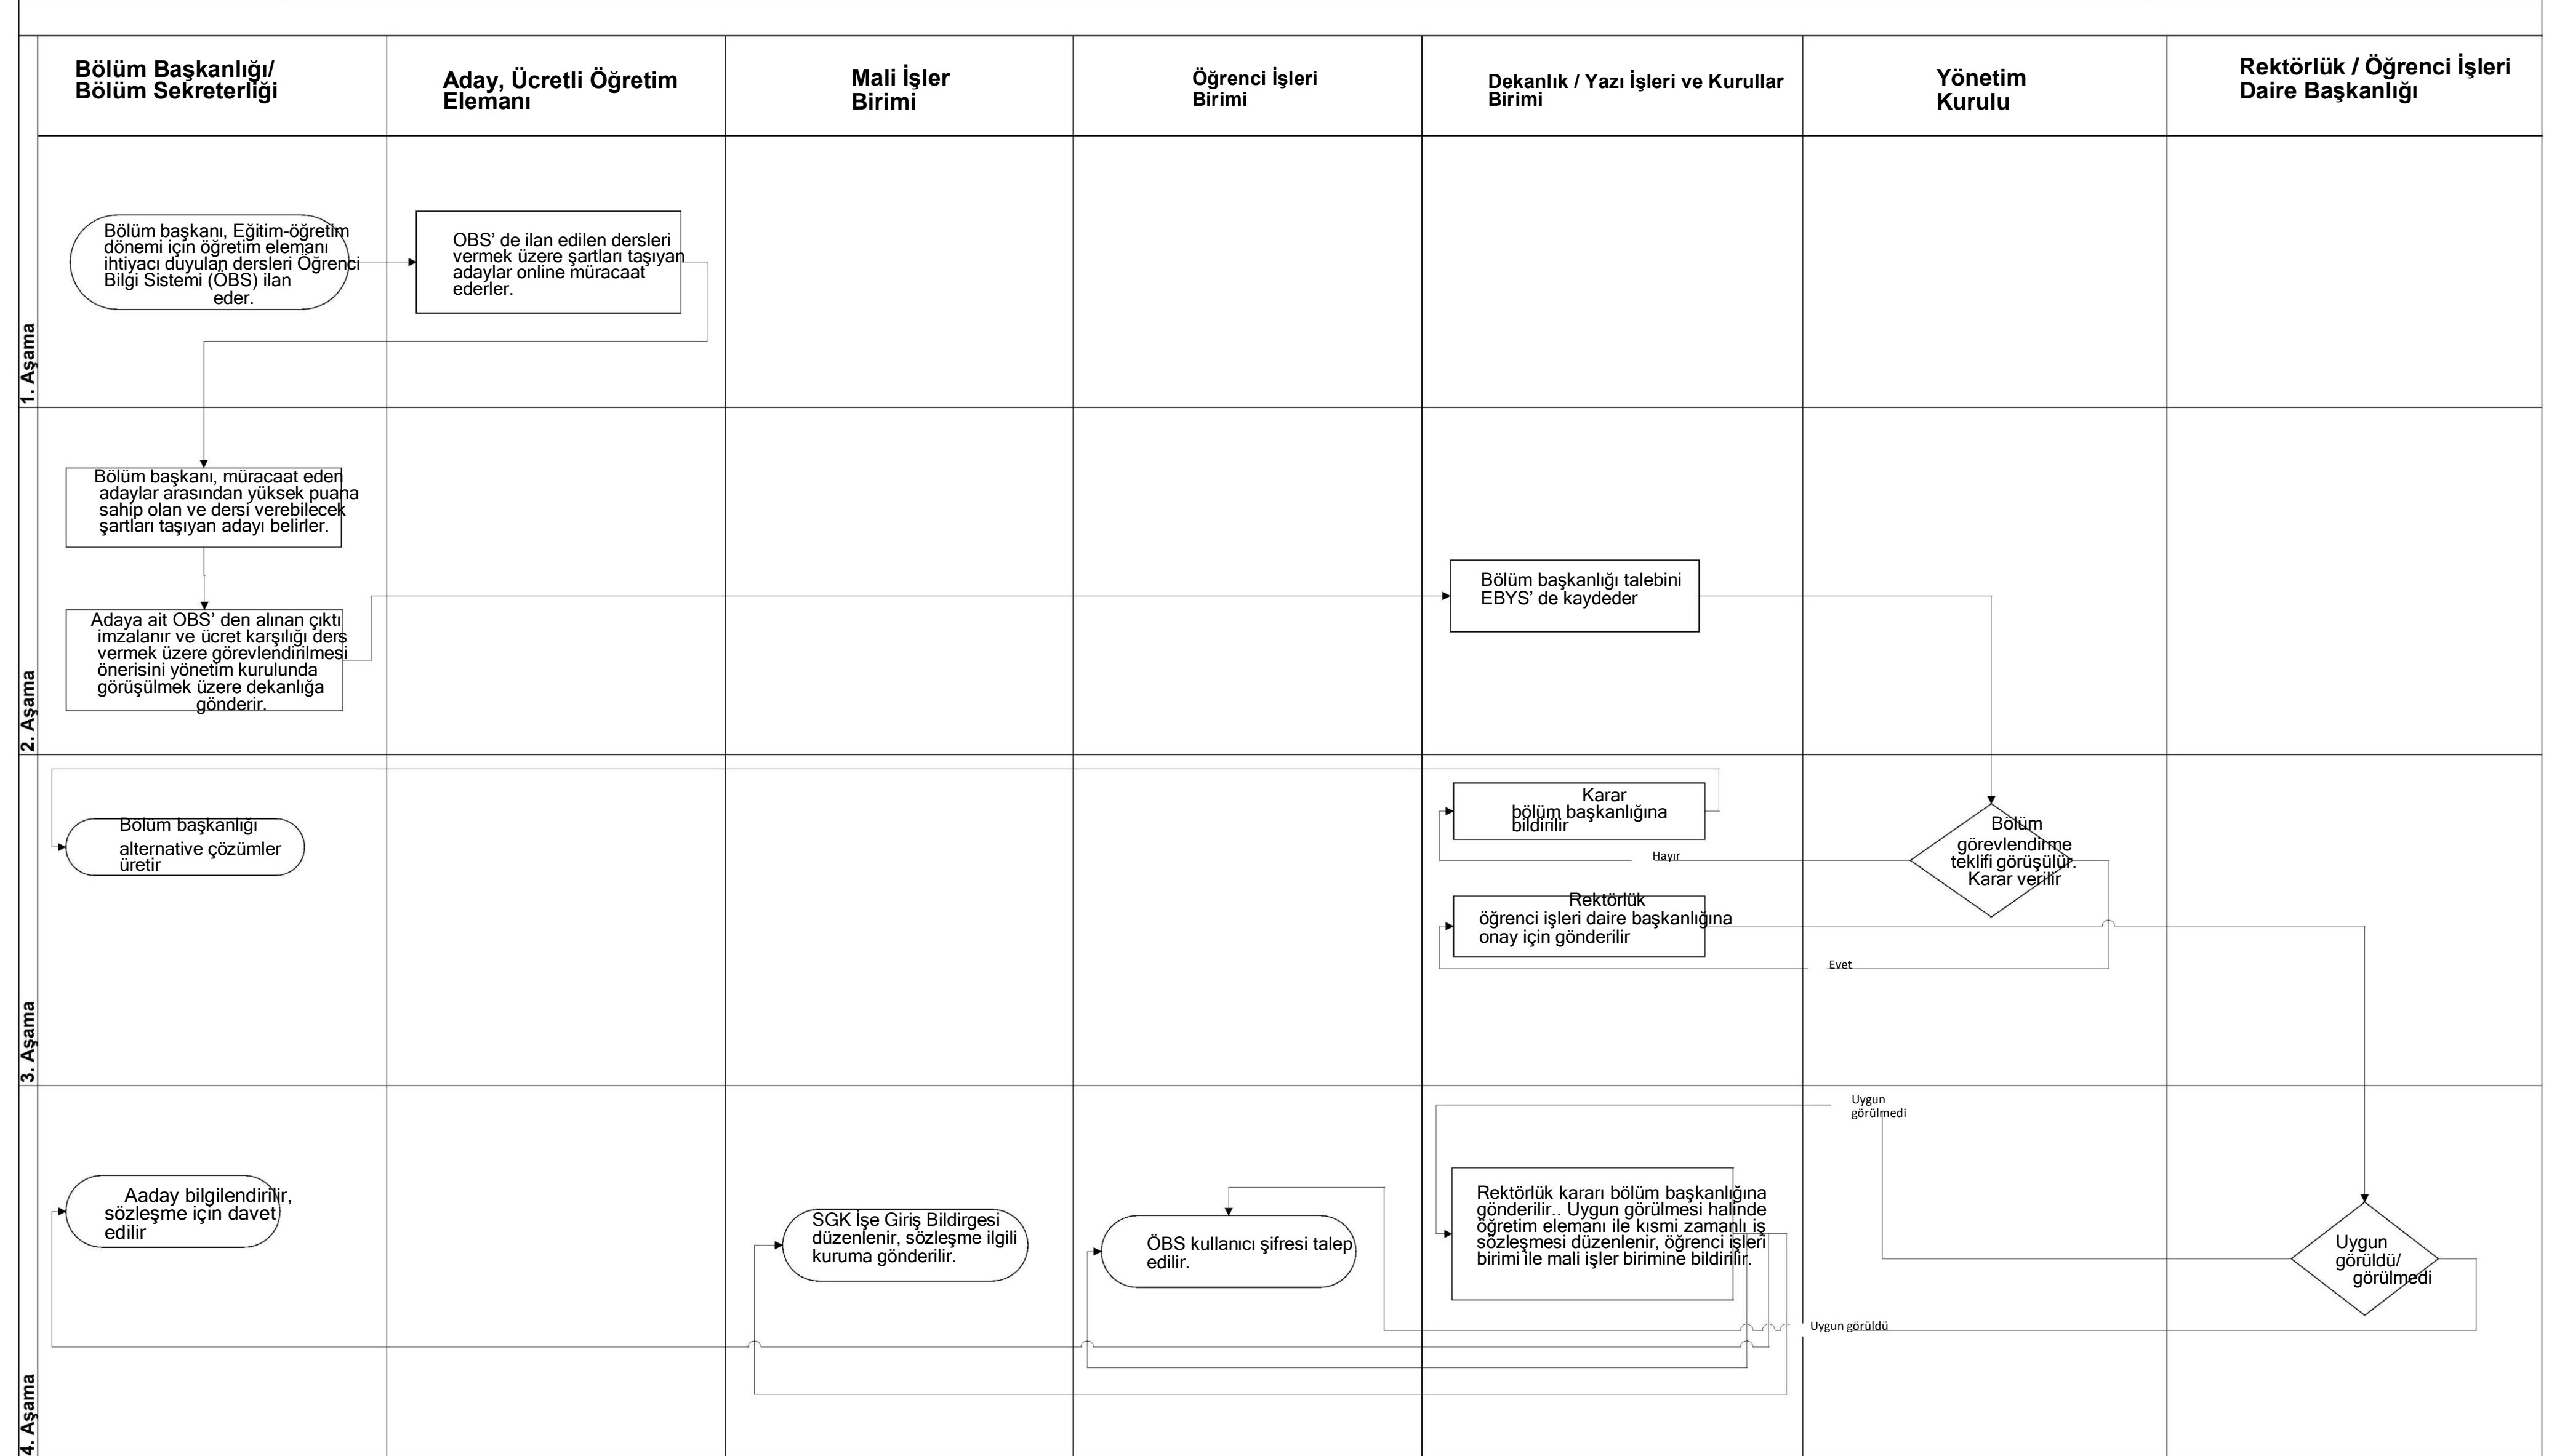 Bölüm Başkanlığı/
Bölüm Sekreterliği
Aday, Ücretli Öğretim
Elemanı
Mali İşler
Birimi
Öğrenci İşleri
Birimi
Dekanlık / Yazı İşleri ve Kurullar
Birimi
Yönetim
Kurulu
Rektörlük / Öğrenci İşleri
Daire Başkanlığı
1. Aşama
Bölüm başkanı, Eğitim-öğretim
dönemi için öğretim elemanı
ihtiyacı duyulan dersleri Öğrenci
Bilgi Sistemi (ÖBS) ilan
eder.
OBS’ de ilan edilen dersleri
vermek üzere şartları taşıyan
adaylar online müracaat
ederler.
2. Aşama
Bölüm başkanı, müracaat eden
adaylar arasından yüksek puana
sahip olan ve dersi verebilecek
şartları taşıyan adayı belirler.
Adaya ait OBS’ den alınan çıktı
imzalanır ve ücret karşılığı ders
vermek üzere görevlendirilmesi
önerisini yönetim kurulunda
görüşülmek üzere dekanlığa
gönderir.
Bölüm başkanlığı talebini
EBYS’ de kaydeder
3. Aşama
Bölüm başkanlığı
alternative çözümler
üretir
Karar
bölüm başkanlığına
bildirilir
Hayır
Bölüm
görevlendirme
teklifi görüşülür.
Karar verilir
Rektörlük
öğrenci işleri daire başkanlığına
onay için gönderilir
Evet
4. Aşama
Uygun
görülmedi
Aaday bilgilendirilir,
sözleşme için davet
edilir
SGK İşe Giriş Bildirgesi
düzenlenir, sözleşme ilgili
kuruma gönderilir.
ÖBS kullanıcı şifresi talep
edilir.
Rektörlük kararı bölüm başkanlığına
gönderilir.. Uygun görülmesi halinde
öğretim elemanı ile kısmi zamanlı iş
sözleşmesi düzenlenir, öğrenci işleri
birimi ile mali işler birimine bildirilir.
Uygun
görüldü/
görülmedi
Uygun görüldü